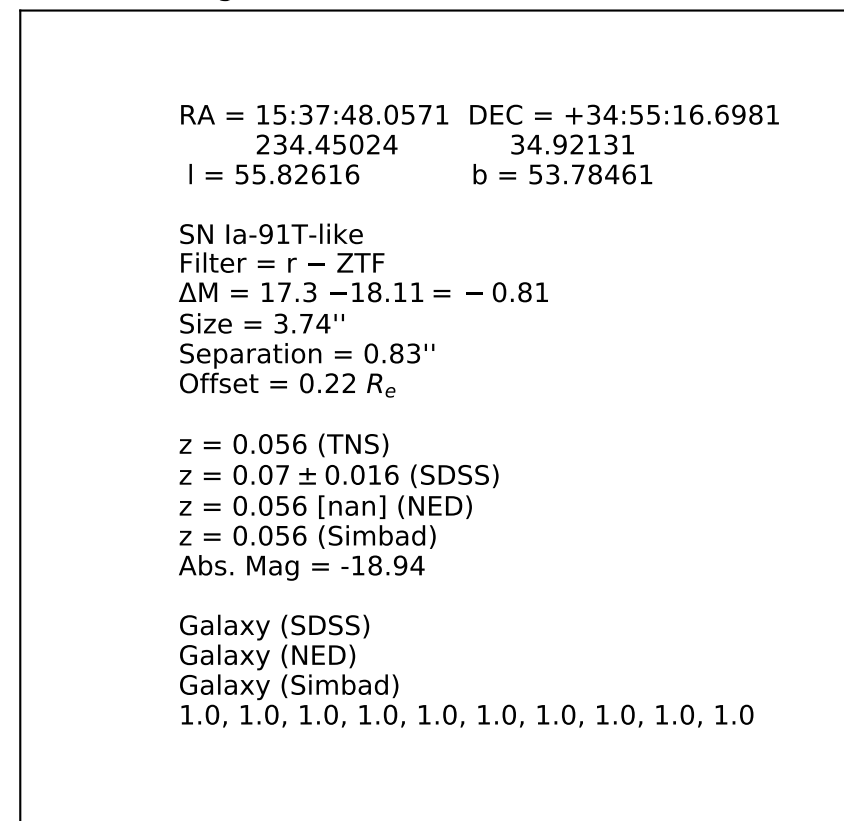 RA = 15:37:48.0571 DEC = +34:55:16.6981
234.45024 34.92131
l = 55.82616 b = 53.78461
SN Ia-91T-like
Filter = r − ZTF
ΔM = 17.3 −18.11 = − 0.81
Size = 3.74''
Separation = 0.83''
Offset = 0.22 Rₑ
z = 0.056 (TNS)
z = 0.07 ± 0.016 (SDSS)
z = 0.056 [nan] (NED)
z = 0.056 (Simbad)
Abs. Mag = -18.94
Galaxy (SDSS)
Galaxy (NED)
Galaxy (Simbad)
1.0, 1.0, 1.0, 1.0, 1.0, 1.0, 1.0, 1.0, 1.0, 1.0